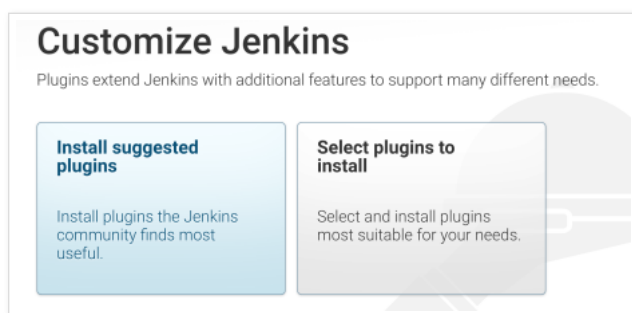 Customize Jenkins
Plugins extend Jenkins with additional features to support many different needs.
Install suggested
plugins
Install plugins the Jenkins
community finds most
useful.
Select plugins to
install
Select and install plugins
most suitable for your needs.